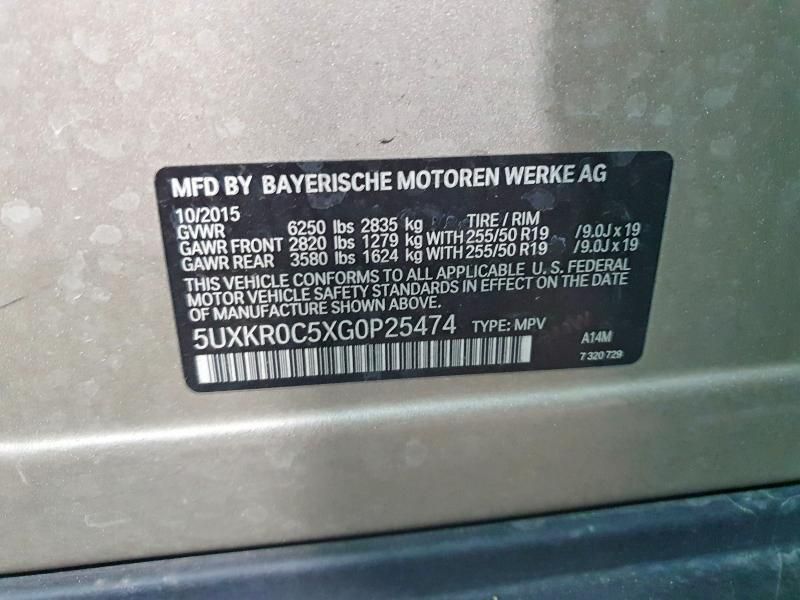 MFD BY BAYERISCHE MOTOREN WERKE AG
10/2015 TIRE / RIM
GVWR 6250 lbs 2835 kg
GAWR FRONT 2820 lbs 1279 kg WITH 255/50 R19 /9.0J x 19
GAWR REAR 3580 lbs 1624 kg WITH 255/50 R19 /9.0J x 19
THIS VEHICLE CONFORMS TO ALL APPLICABLE U. S. FEDERAL
MOTOR VEHICLE SAFETY STANDARDS IN EFFECT ON THE DATE
OF MANUFACTURE SHOWN ABOVE.
5UXKR0C5XG0P25474 TYPE: MPV A14M
7 320 729